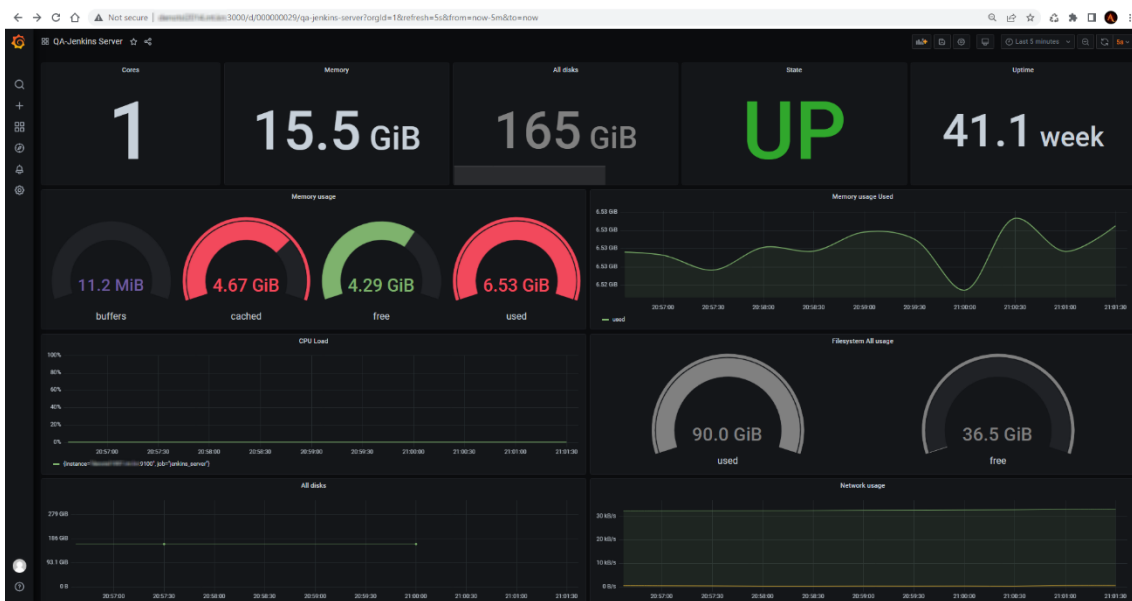 Not secure
3000/d/000000029/qa-jenkins-server?orgId=1&refresh=5s&from=now-5m&to=now
QA-Jenkins Server
Last 5 minutes
5s
Cores
Memory
All disks
State
Uptime
1
15.5 GiB
165 GiB
UP
41.1 week
Memory usage
11.2 MiB
4.67 GiB
4.29 GiB
6.53 GiB
buffers
cached
free
used
Memory usage Used
6.53 GiB
6.53 GiB
6.53 GiB
6.53 GiB
6.52 GiB
20:57:00 20:57:30 20:58:00 20:58:30 20:59:00 20:59:30 21:00:00 21:00:30 21:01:00 21:01:30
used
CPU Load
100%
80%
60%
40%
20%
0%
20:57:00 20:57:30 20:58:00 20:58:30 20:59:00 20:59:30 21:00:00 21:00:30 21:01:00 21:01:30
{instance="
:9100", job="jenkins_server"}
Filesystem All usage
90.0 GiB
36.5 GiB
used
free
All disks
279 GiB
186 GiB
93.1 GiB
0 B
20:57:00 20:57:30 20:58:00 20:58:30 20:59:00 20:59:30 21:00:00 21:00:30 21:01:00 21:01:30
Network usage
30 kB/s
20 kB/s
10 kB/s
0 B/s
20:57:00 20:57:30 20:58:00 20:58:30 20:59:00 20:59:30 21:00:00 21:00:30 21:01:00 21:01:30